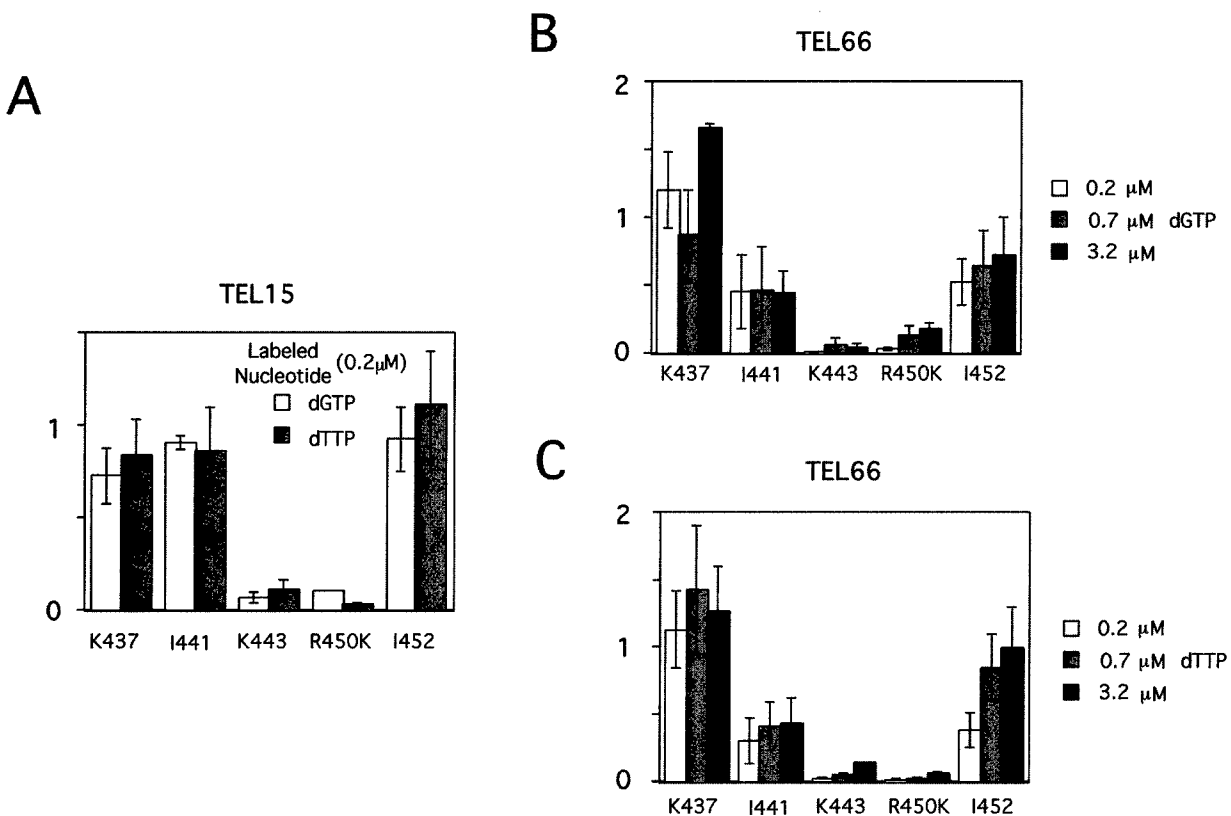 A
TEL15
Labeled
Nucleotide (0.2μM)
dGTP
dTTP
1
0
K437 I441 K443 R450K I452
B
TEL66
2
1
0
K437 I441 K443 R450K I452
0.2 μM
0.7 μM dGTP
3.2 μM
C
TEL66
2
1
0
K437 I441 K443 R450K I452
0.2 μM
0.7 μM dTTP
3.2 μM